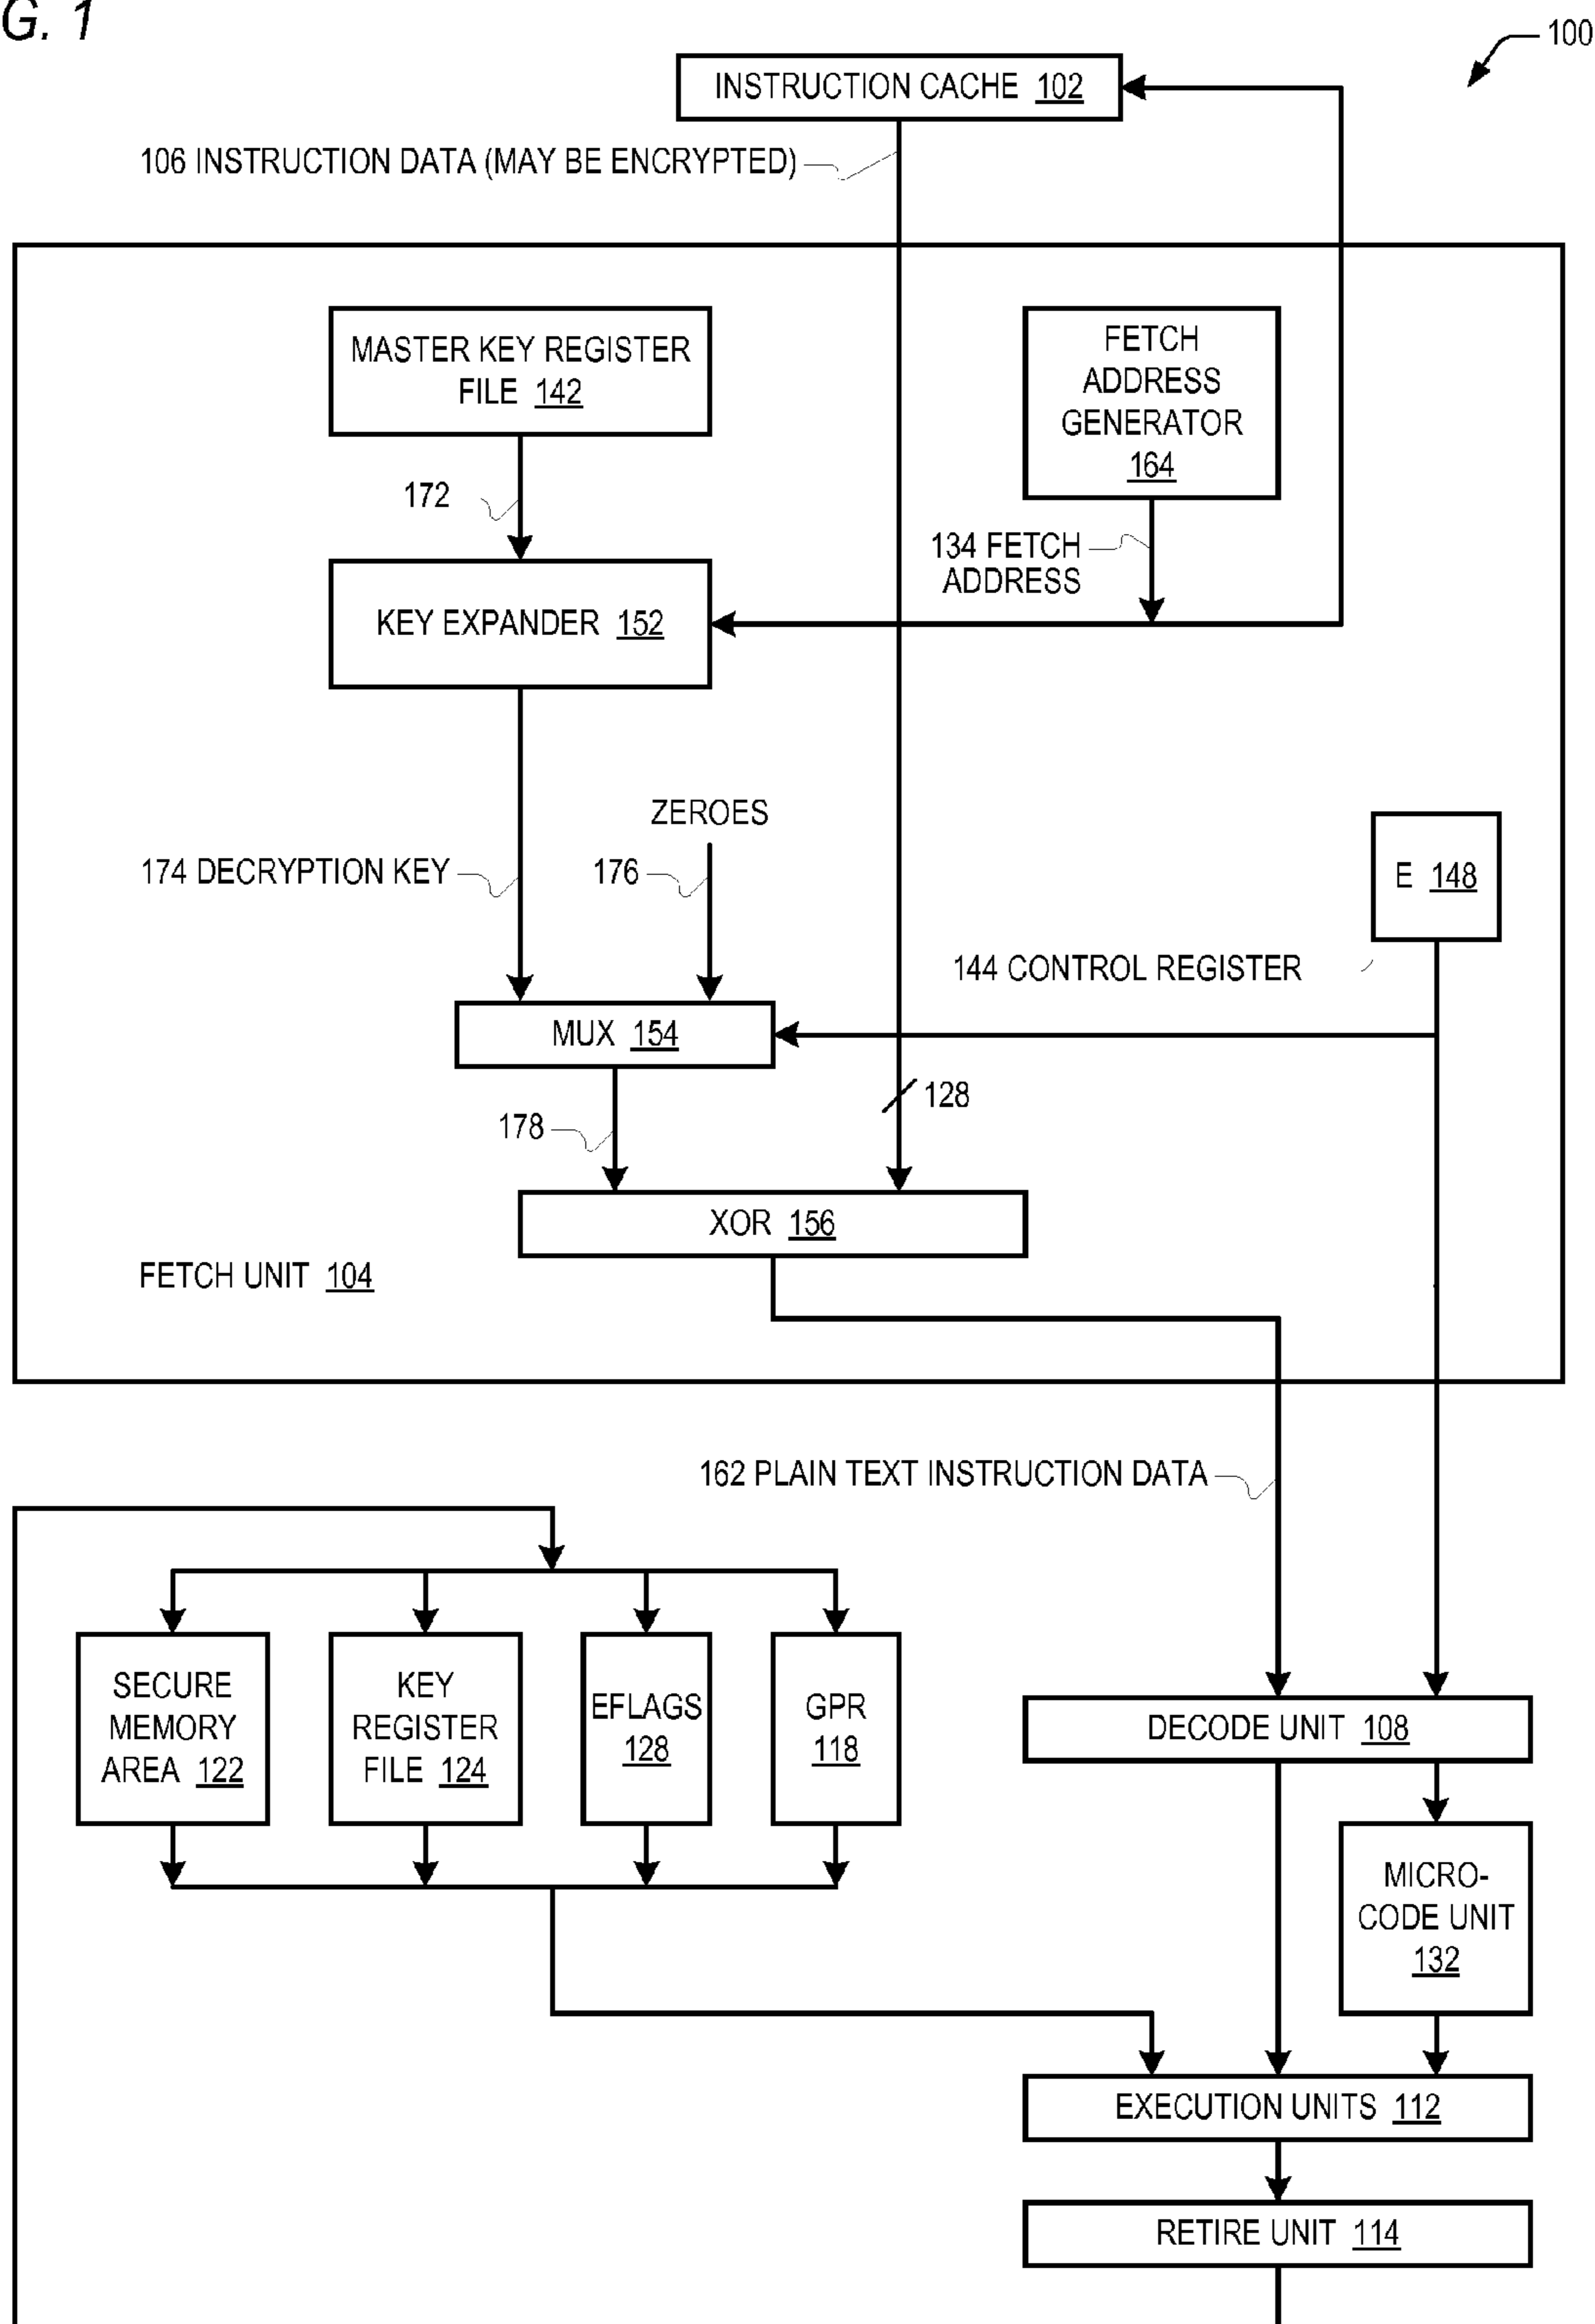 G. 1
100
INSTRUCTION CACHE 102
106 INSTRUCTION DATA (MAY BE ENCRYPTED)
MASTER KEY REGISTER
FILE 142
FETCH
ADDRESS
GENERATOR
164
172
134 FETCH
ADDRESS
KEY EXPANDER 152
ZEROES
174 DECRYPTION KEY
176
E 148
144 CONTROL REGISTER
MUX 154
128
178
XOR 156
FETCH UNIT 104
162 PLAIN TEXT INSTRUCTION DATA
SECURE
MEMORY
AREA 122
KEY
REGISTER
FILE 124
EFLAGS
128
GPR
118
DECODE UNIT 108
MICRO-
CODE UNIT
132
EXECUTION UNITS 112
RETIRE UNIT 114